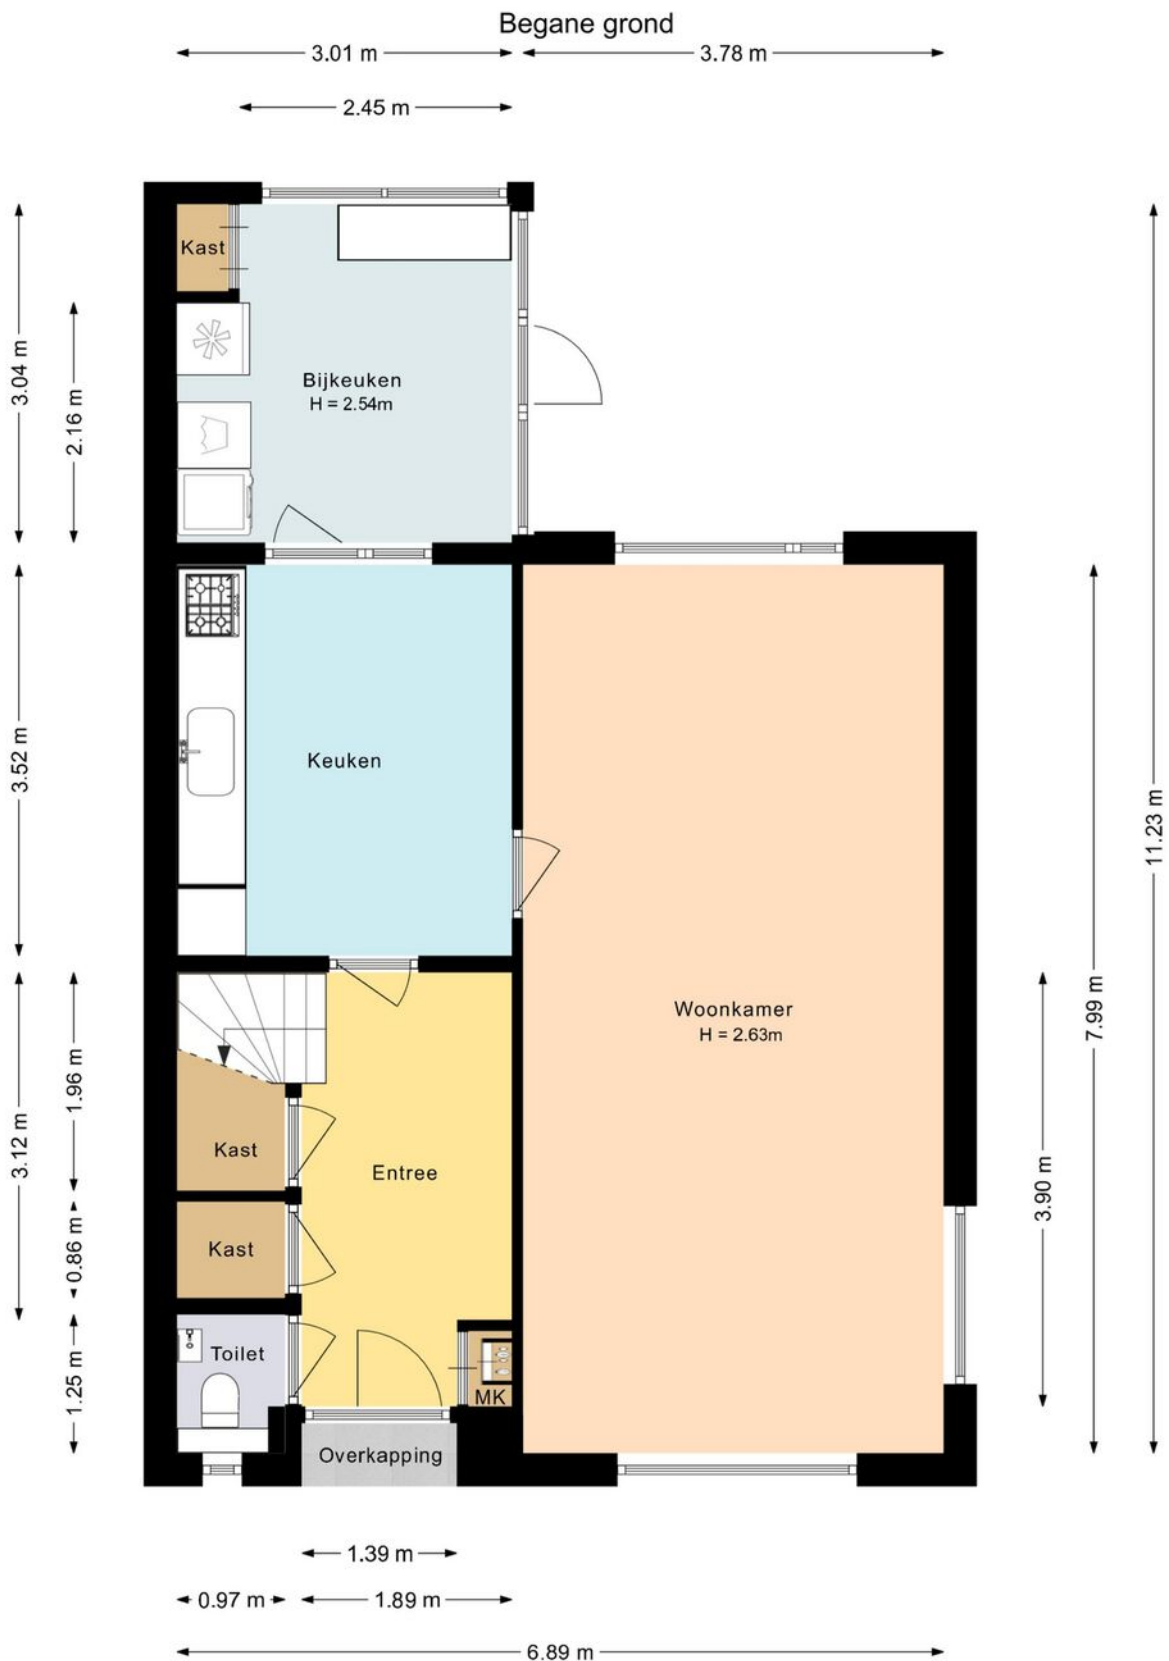 Begane grond
3.01 m
3.78 m
2.45 m
Kast
3.04 m
2.16 m
Bijkeuken
H = 2.54m
Keuken
3.52 m
11.23 m
Woonkamer
H = 2.63m
7.99 m
1.96 m
3.12 m
Kast
Entree
3.90 m
Kast
0.86 m
Toilet
1.25 m
MK
Overkapping
1.39 m
0.97 m
1.89 m
6.89 m